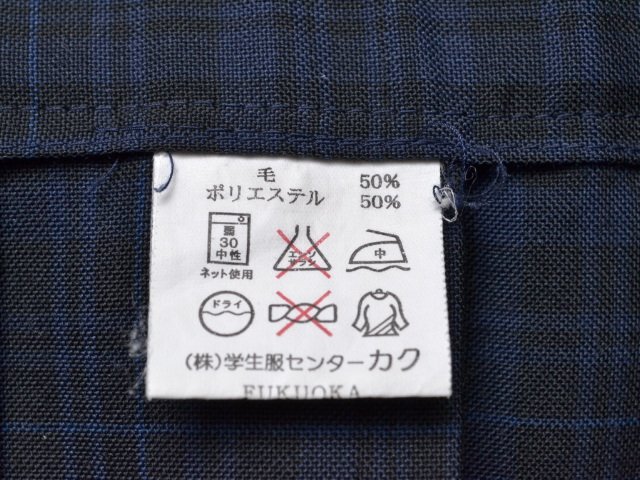 毛 50%
ポリエステル 50%
弱
30
中性
ネット使用
エンソ
サラシ
中
ドライ
(株)学生服センターカク
FUKUOKA